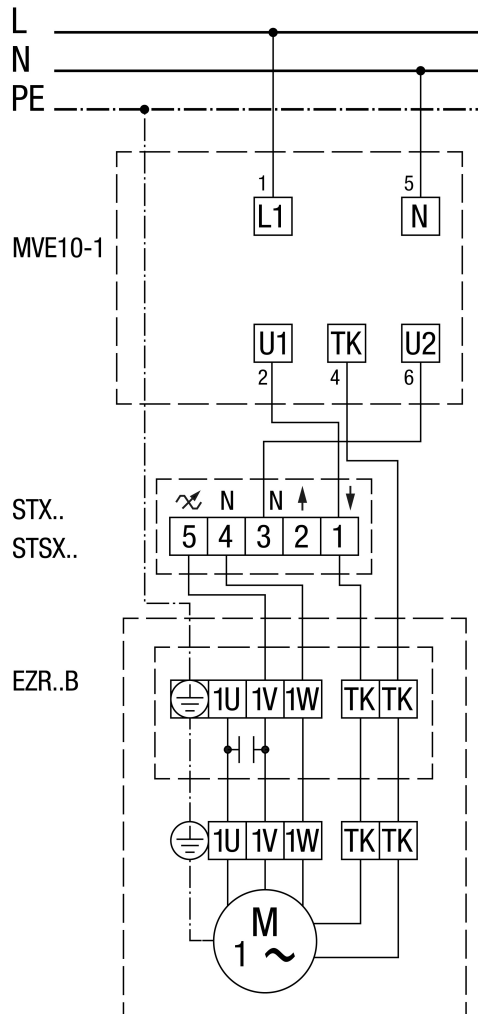 L
N
PE
1 5
L1 N
MVE10-1
U1 TK U2
2 4 6
STX..
N N
STSX..
5 4 3 2 1
EZR..B
1U 1V 1W TK TK
1U 1V 1W TK TK
M
1 ~